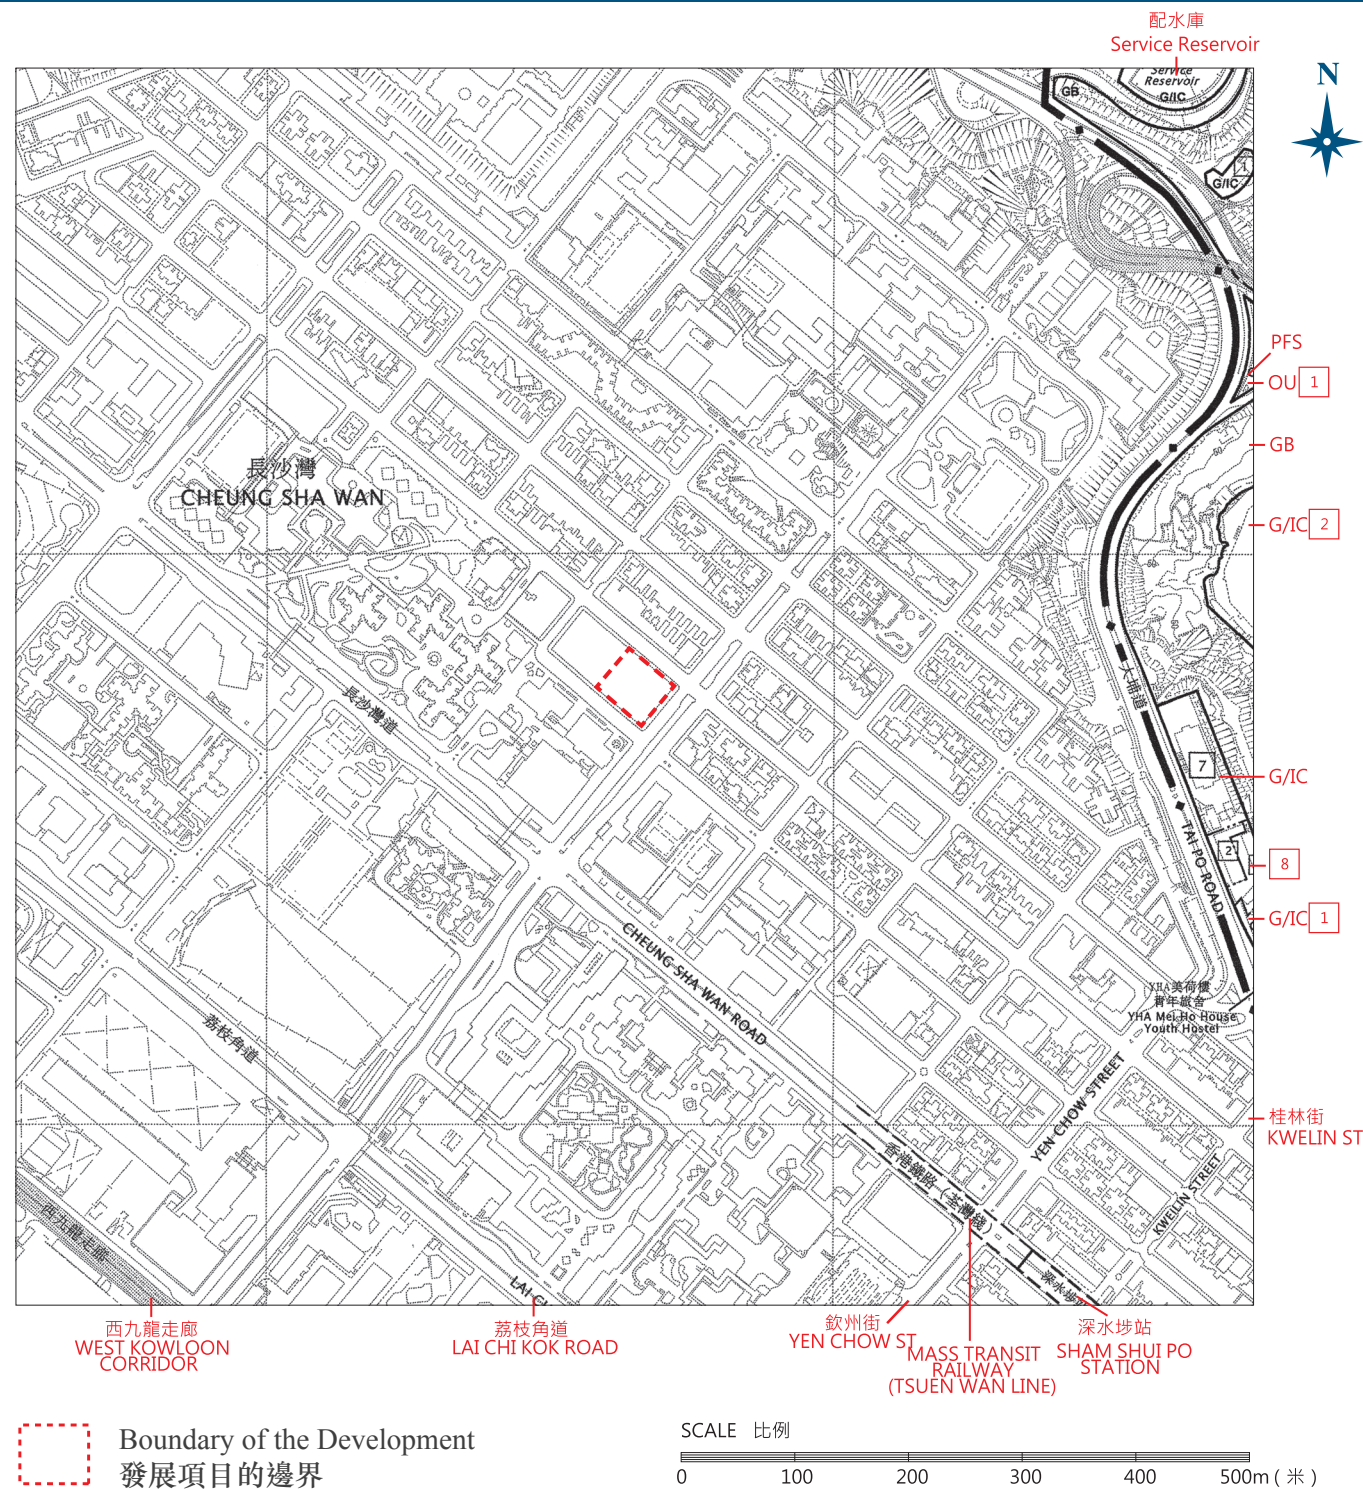 配水庫
Service Reservoir
N
Service
Reservoir
G/IC
GB
1
G/IC
PFS
OU 1
GB
G/IC 2
長沙灣
CHEUNG SHA WAN
長沙灣道
大埔道
7
G/IC
TAI PO ROAD
2
8
G/IC 1
CHEUNG SHA WAN ROAD
YHA美荷樓
青年旅舍
YHA Mei Ho House
Youth Hostel
荔枝角道
YEN CHOW STREET
桂林街
KWELIN ST
香港鐵路（荃灣綫）
KWEILIN STREET
西九龍走廊
深水埗
LAI CHI
西九龍走廊
WEST KOWLOON
CORRIDOR
荔枝角道
LAI CHI KOK ROAD
欽州街
YEN CHOW ST
MASS TRANSIT
RAILWAY
(TSUEN WAN LINE)
深水埗站
SHAM SHUI PO
STATION
Boundary of the Development
發展項目的邊界
SCALE 比例
0 100 200 300 400 500m ( 米 )